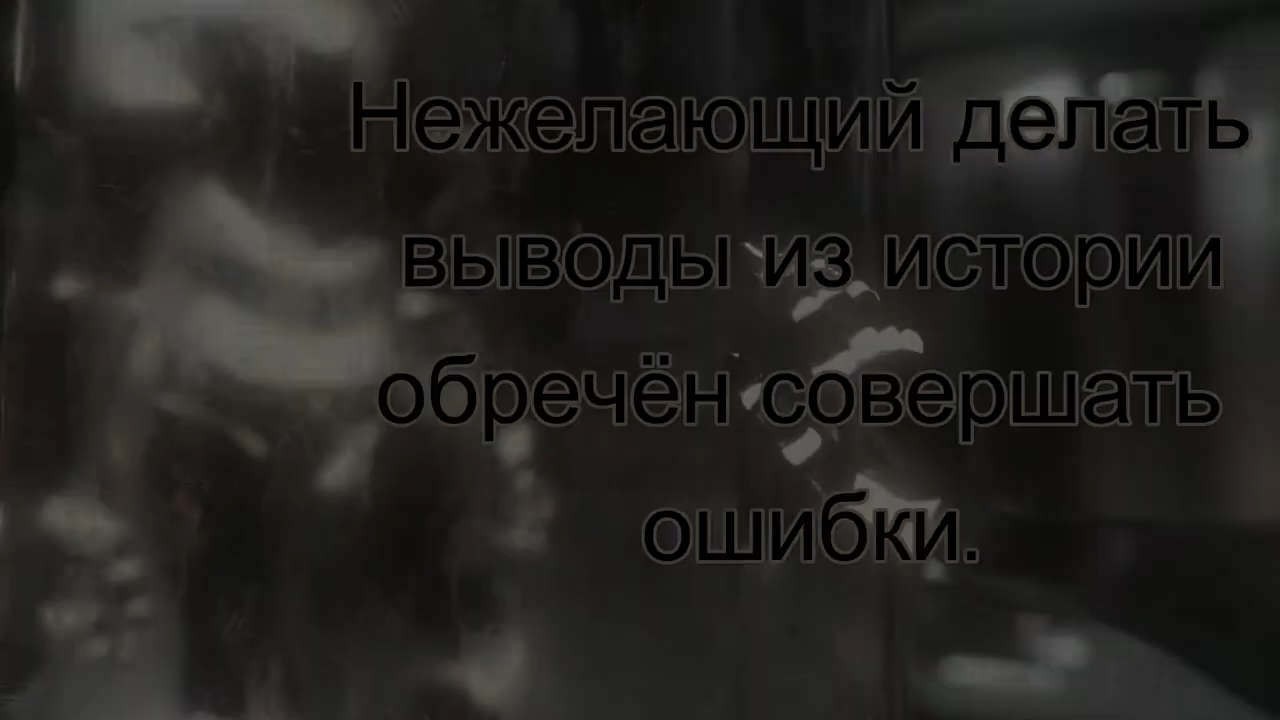 Нежелающий делать
выводы из истории
обречён совершать
ошибки.